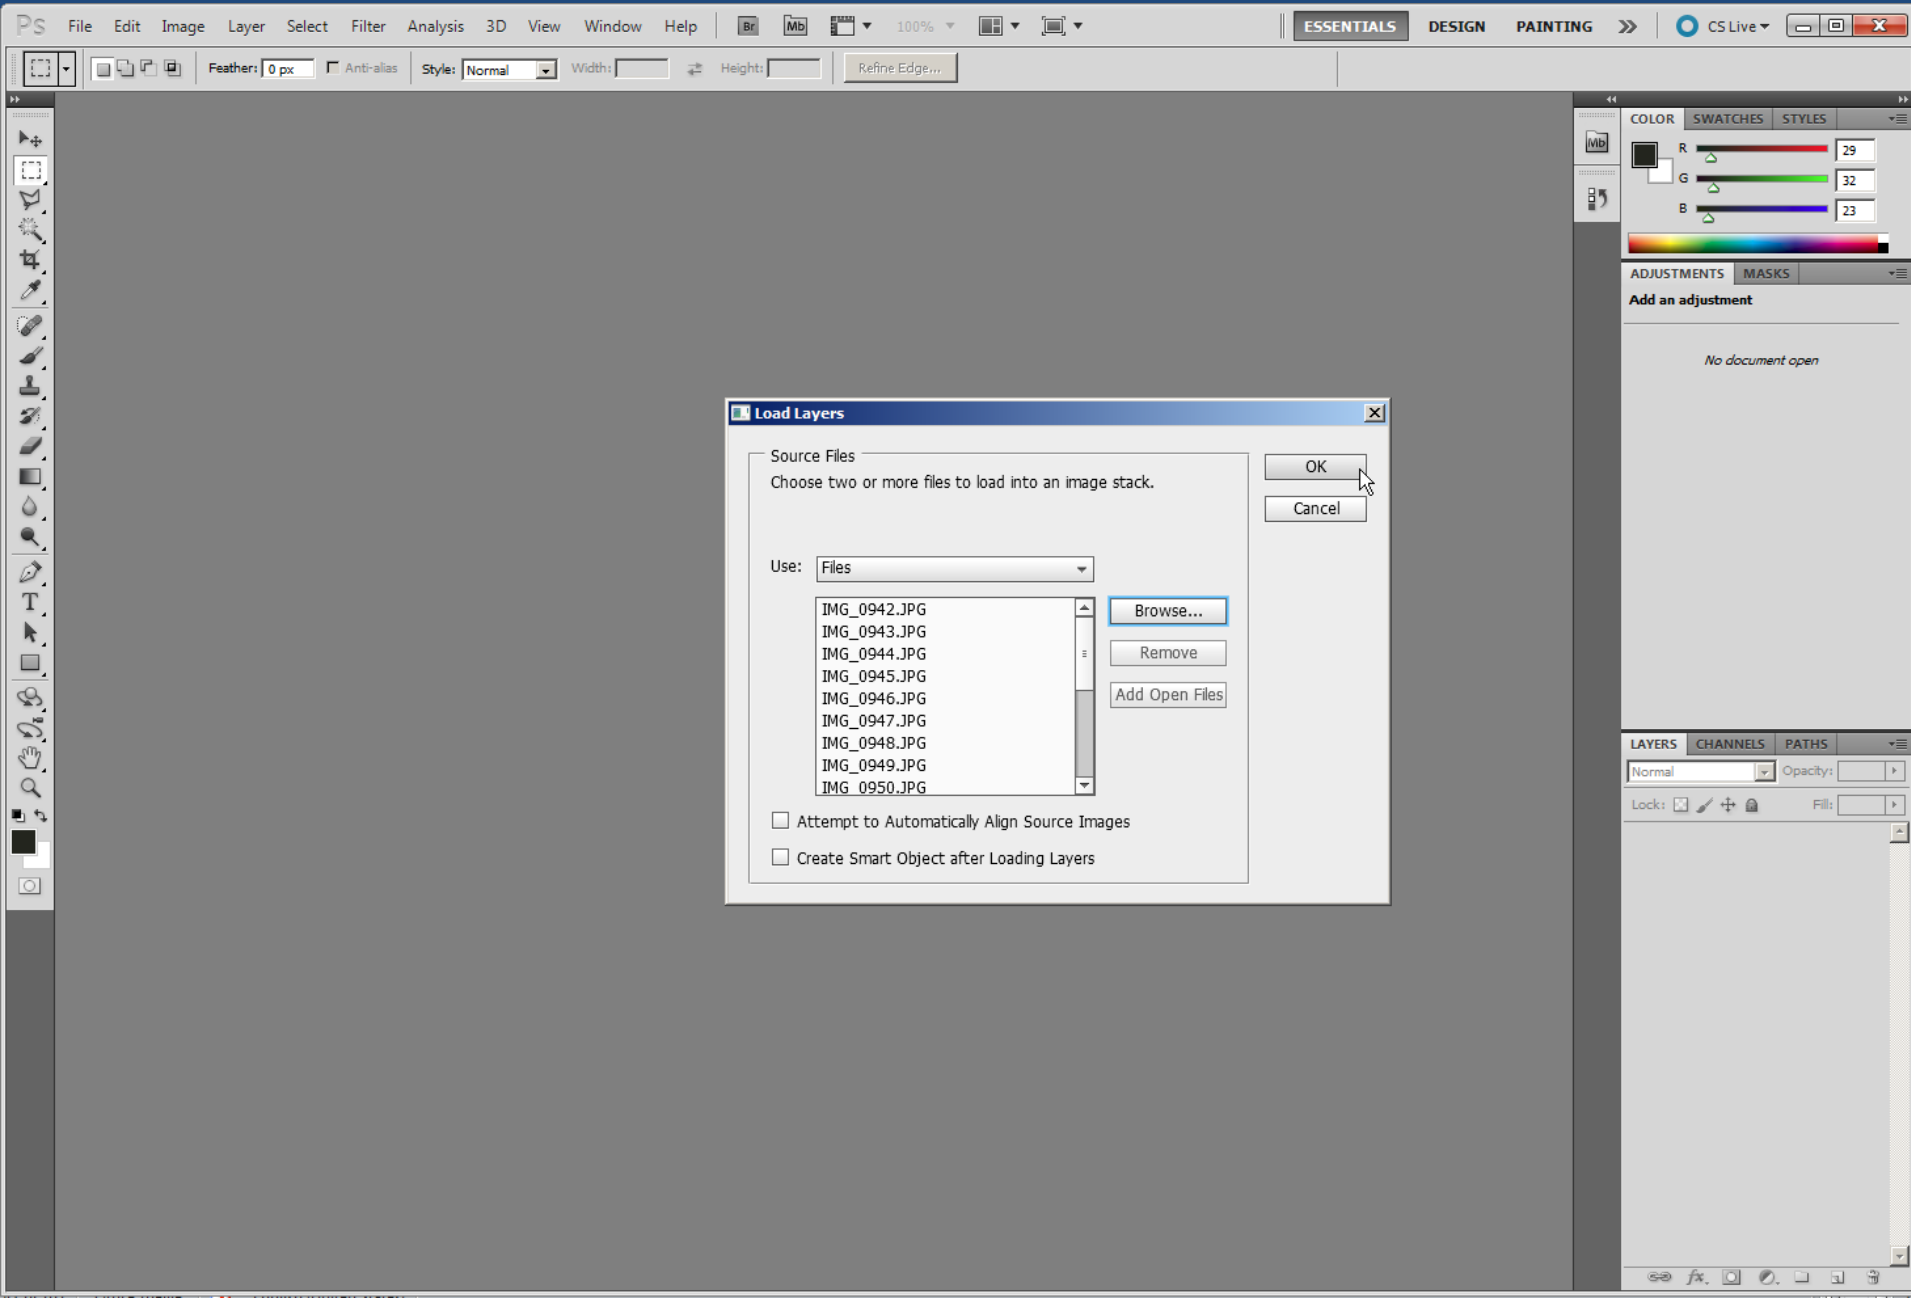 Ps File Edit Image Layer Select Filter Analysis 3D View Window Help Br Mb 100% ESSENTIALS DESIGN PAINTING CS Live
Feather: 0 px Anti-alias Style: Normal Width: Height: Refine Edge...
COLOR SWATCHES STYLES
Mb
R 29
G 32
B 23
ADJUSTMENTS MASKS
Add an adjustment
No document open
Load Layers
Source Files
Choose two or more files to load into an image stack.
OK
Cancel
Use: Files
IMG_0942.JPG
IMG_0943.JPG
IMG_0944.JPG
IMG_0945.JPG
IMG_0946.JPG
IMG_0947.JPG
IMG_0948.JPG
IMG_0949.JPG
IMG_0950.JPG
Browse...
Remove
Add Open Files
Attempt to Automatically Align Source Images
Create Smart Object after Loading Layers
T
LAYERS CHANNELS PATHS
Normal Opacity:
Lock: Fill:
fx.